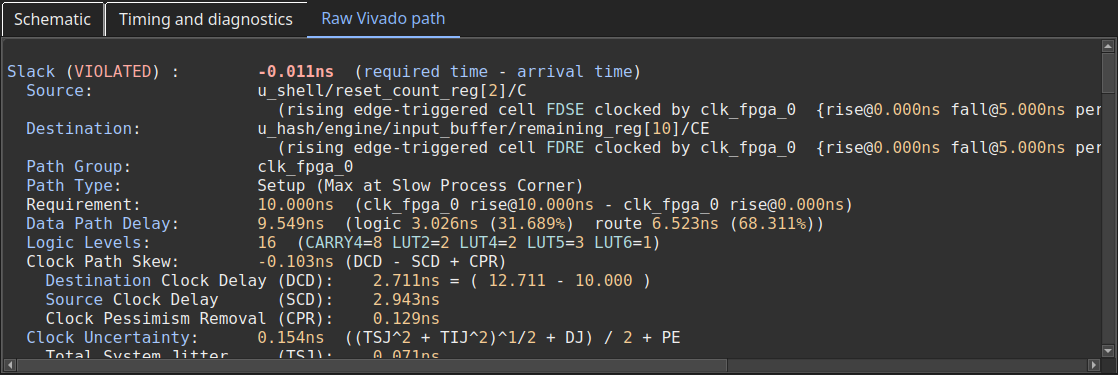 Schematic
Timing and diagnostics
Raw Vivado path
Slack (VIOLATED) :        -0.011ns  (required time - arrival time)
  Source:                 u_shell/reset_count_reg[2]/C
                            (rising edge-triggered cell FDSE clocked by clk_fpga_0  {rise@0.000ns fall@5.000ns per
  Destination:            u_hash/engine/input_buffer/remaining_reg[10]/CE
                            (rising edge-triggered cell FDRE clocked by clk_fpga_0  {rise@0.000ns fall@5.000ns per
  Path Group:             clk_fpga_0
  Path Type:              Setup (Max at Slow Process Corner)
  Requirement:            10.000ns  (clk_fpga_0 rise@10.000ns - clk_fpga_0 rise@0.000ns)
  Data Path Delay:        9.549ns  (logic 3.026ns (31.689%)  route 6.523ns (68.311%))
  Logic Levels:           16  (CARRY4=8 LUT2=2 LUT4=2 LUT5=3 LUT6=1)
  Clock Path Skew:        -0.103ns (DCD - SCD + CPR)
    Destination Clock Delay (DCD):    2.711ns = ( 12.711 - 10.000 )
    Source Clock Delay      (SCD):    2.943ns
    Clock Pessimism Removal (CPR):    0.129ns
  Clock Uncertainty:      0.154ns  ((TSJ^2 + TIJ^2)^1/2 + DJ) / 2 + PE
    Total System Jitter     (TSJ):    0.071ns